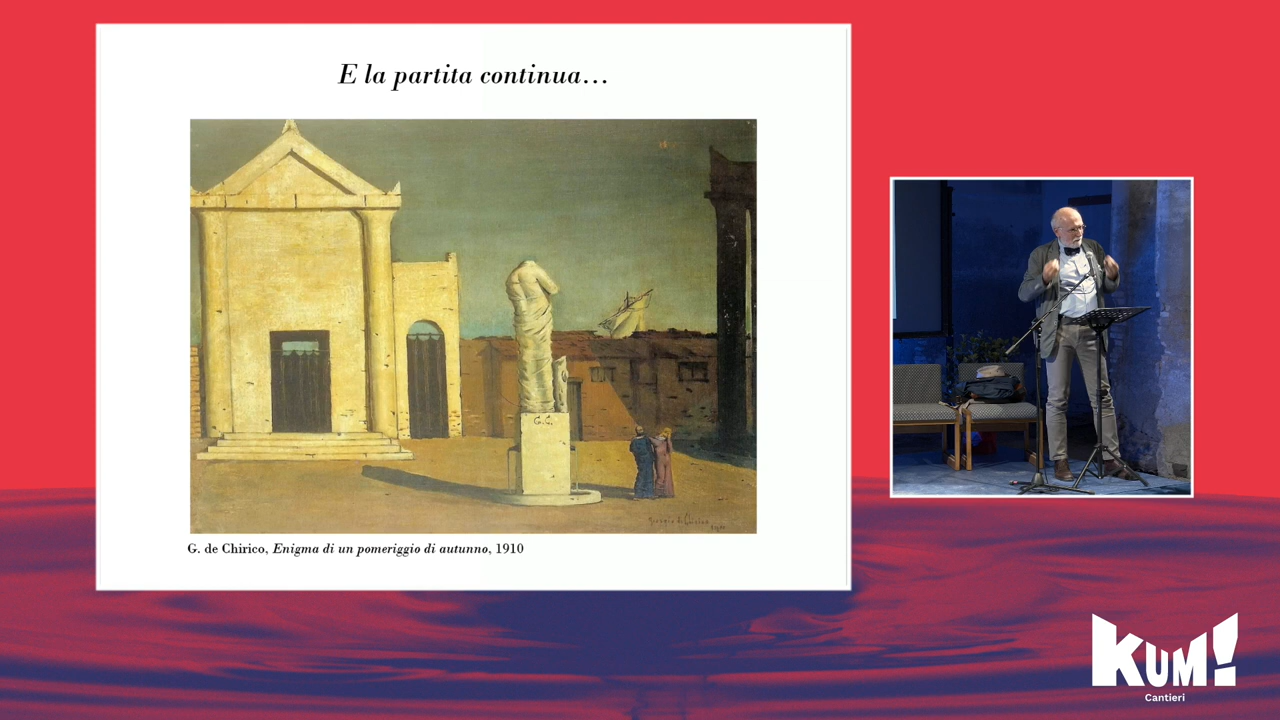 E la partita continua...
G.C.
G. de Chirico, Enigma di un pomeriggio di autunno, 1910
KUM!
Cantieri